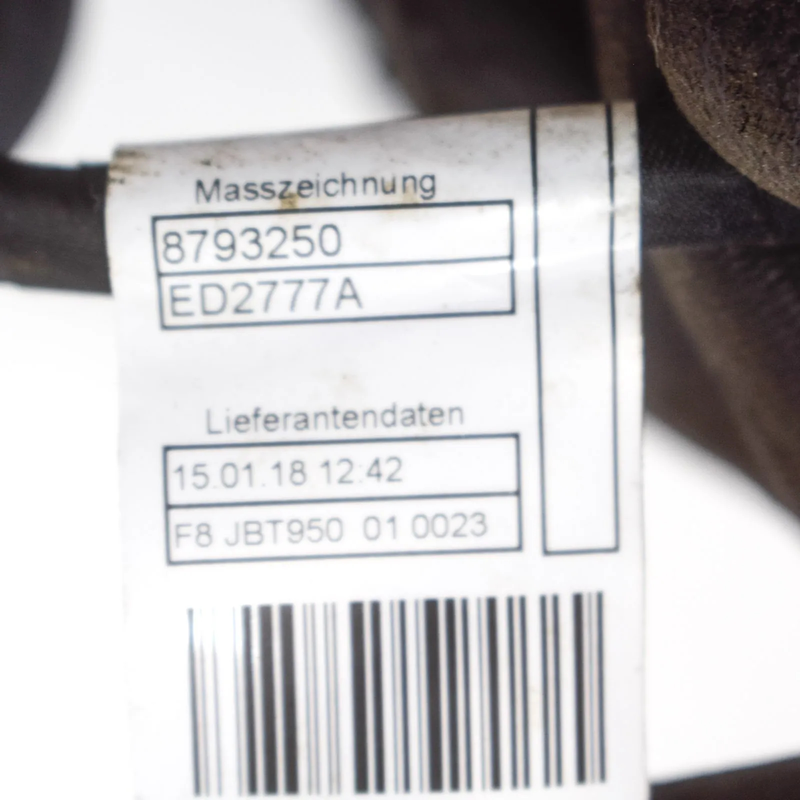 Masszeichnung
8793250
ED2777A
Lieferantendaten
15.01.18 12:42
F8 JBT950 01 0023